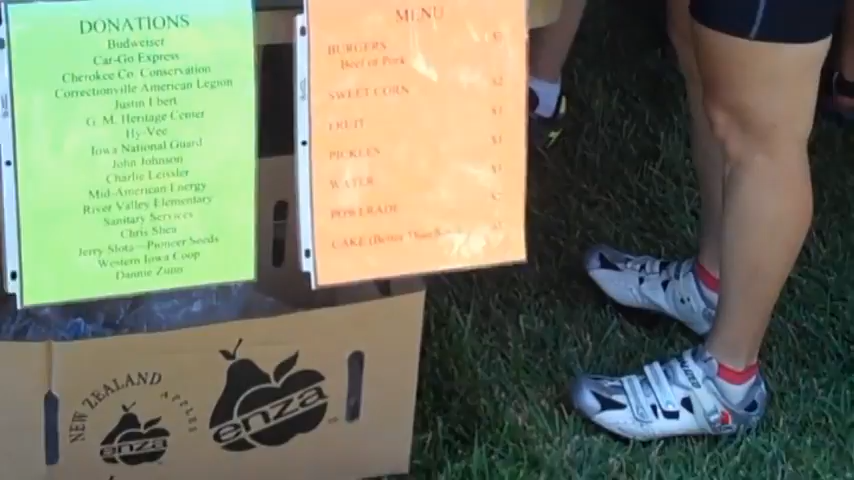 DONATIONS
Budweiser
Car-Go Express
Cherokee Co. Conservation
Correctionville American Legion
Justin Ebert
G. M. Heritage Center
Hy-Vee
Iowa National Guard
John Johnson
Charlie Leissler
Mid-American Energy
River Valley Elementary
Sanitary Services
Chris Shea
Jerry Slota—Pioneer Seeds
Western Iowa Coop
Dannie Zunn
MENU
BURGERS
Beef or Pork
SWEET CORN
FRUIT
PICKLES
WATER
POWERADE
CAKE (Better Than
NEW ZEALAND APPLES
enza
enza